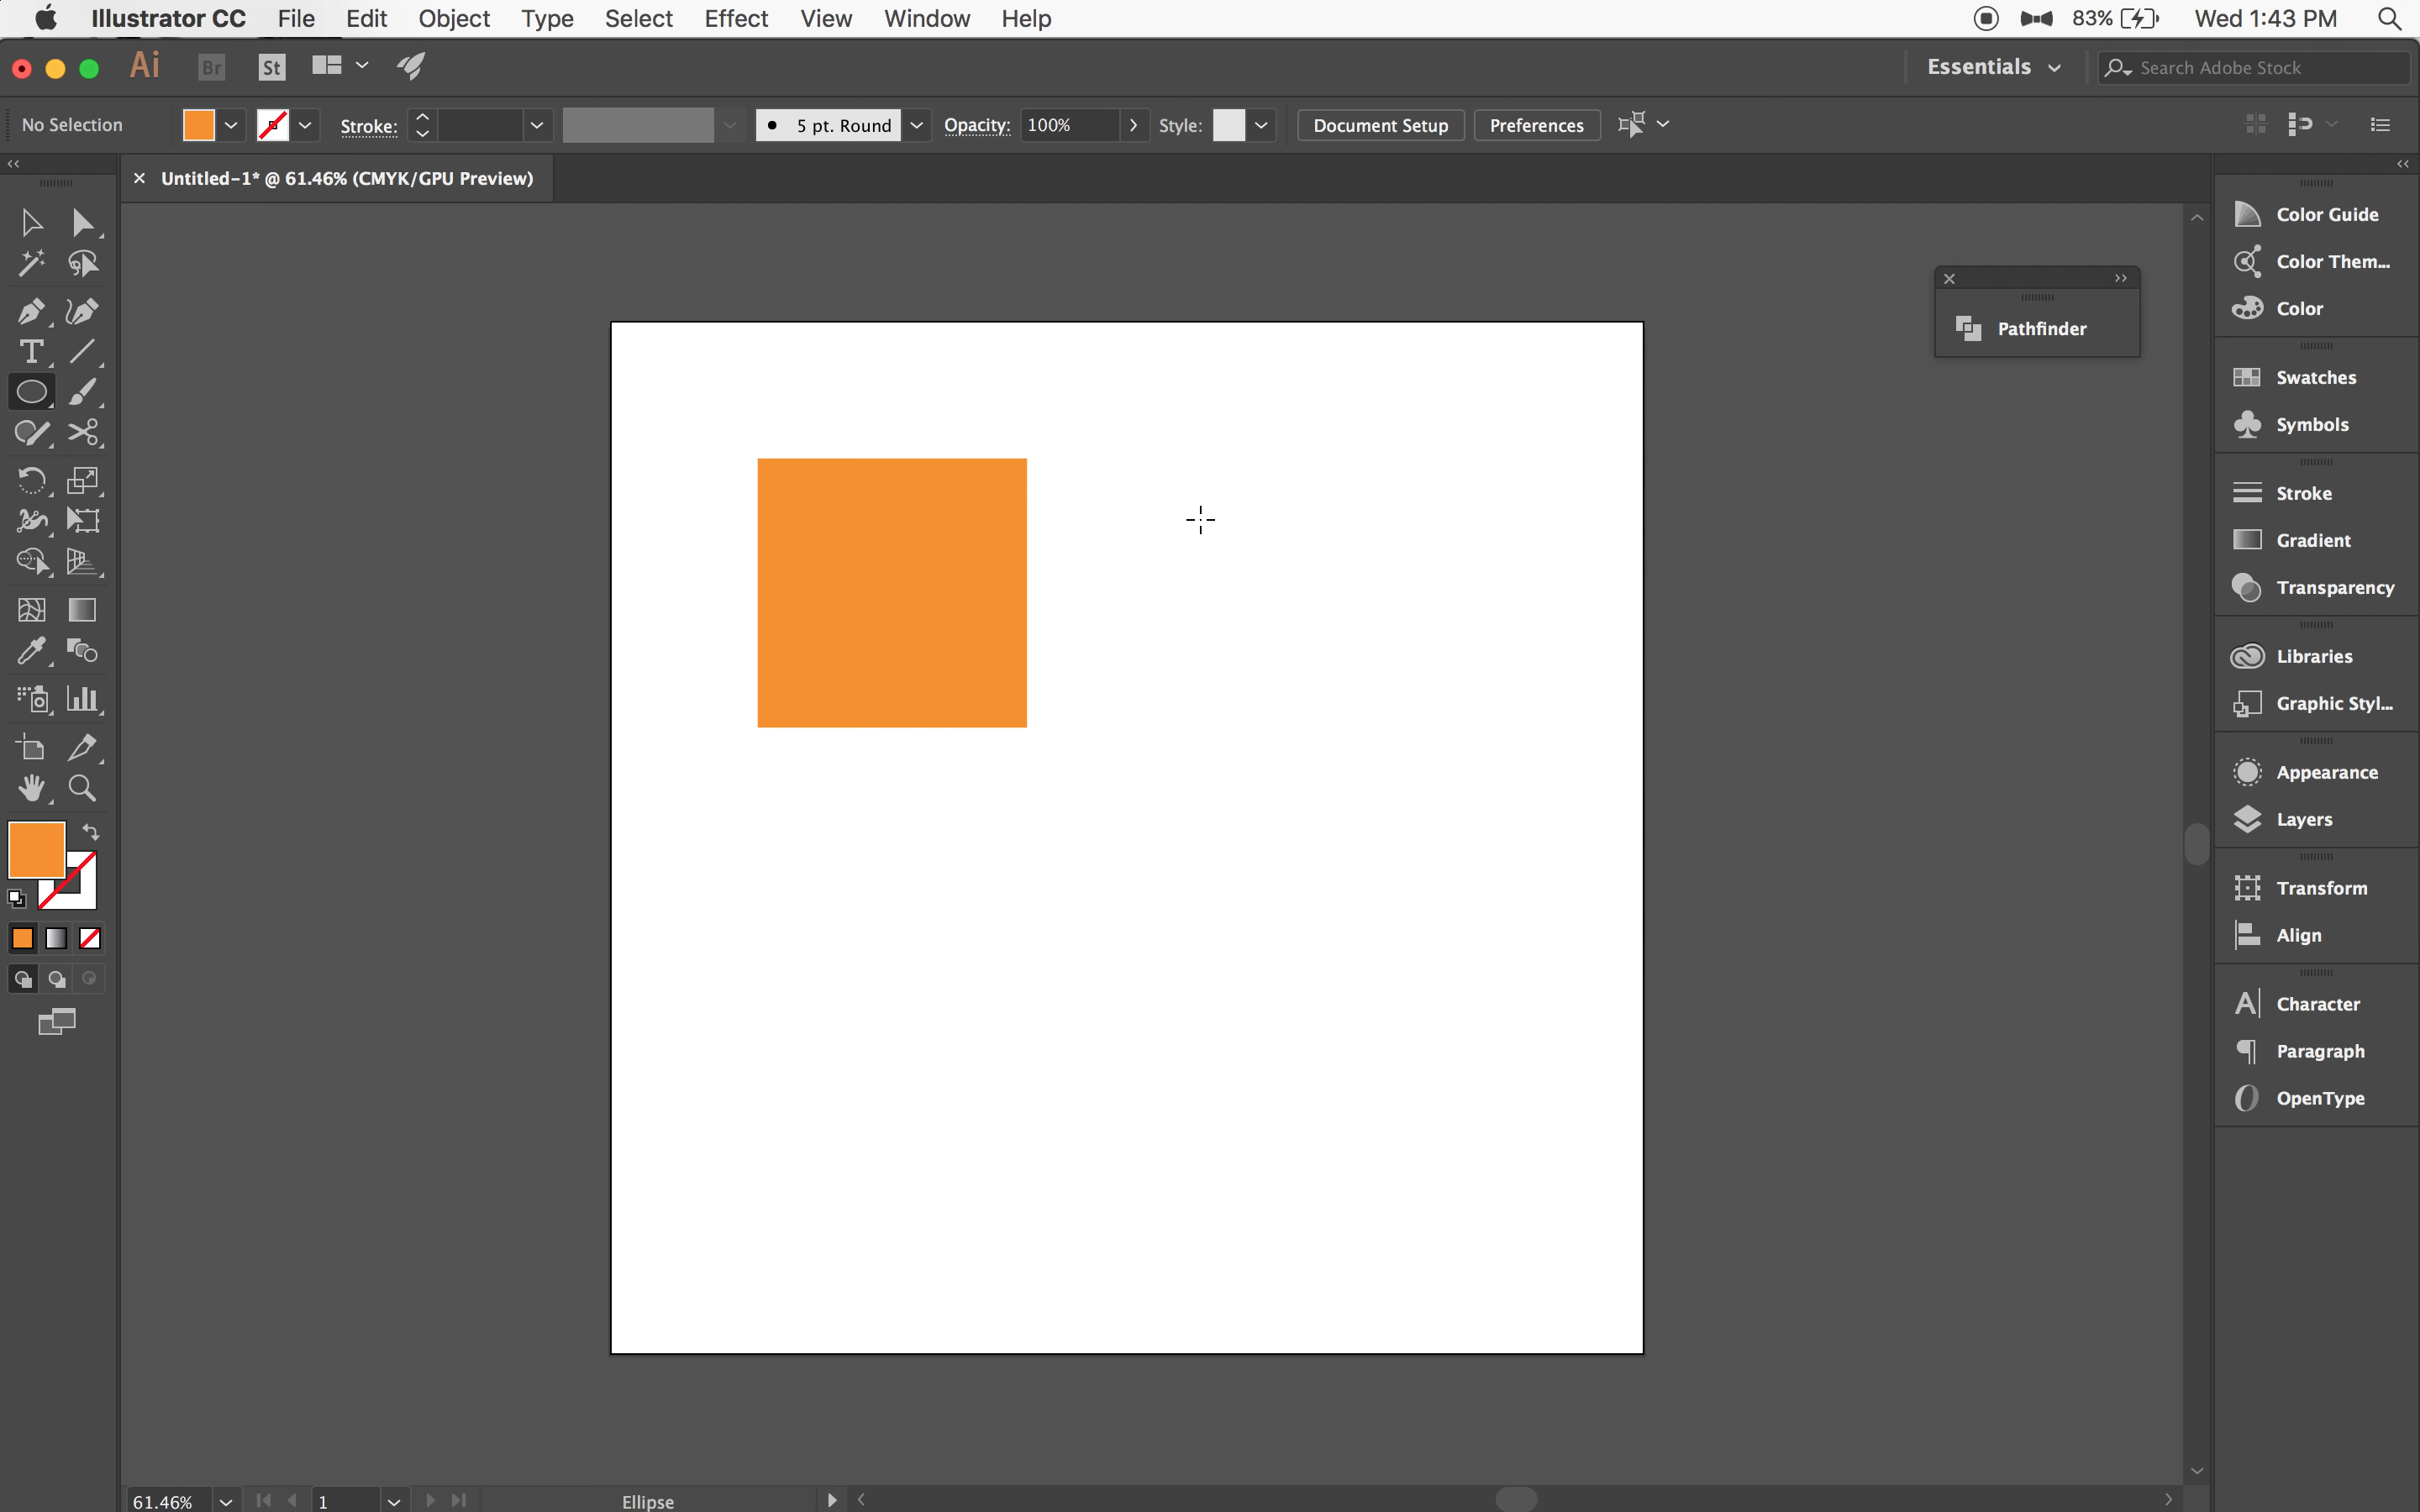 Illustrator CC File Edit Object Type Select Effect View Window Help 83% Wed 1:43 PM
Ai Br St Essentials Search Adobe Stock
No Selection Stroke: 5 pt. Round Opacity: 100% Style: Document Setup Preferences
Untitled-1* @ 61.46% (CMYK/GPU Preview)
Pathfinder
Color Guide
Color Them...
Color
Swatches
Symbols
Stroke
Gradient
Transparency
Libraries
Graphic Styl...
Appearance
Layers
Transform
Align
Character
Paragraph
OpenType
61.46% 1 Ellipse